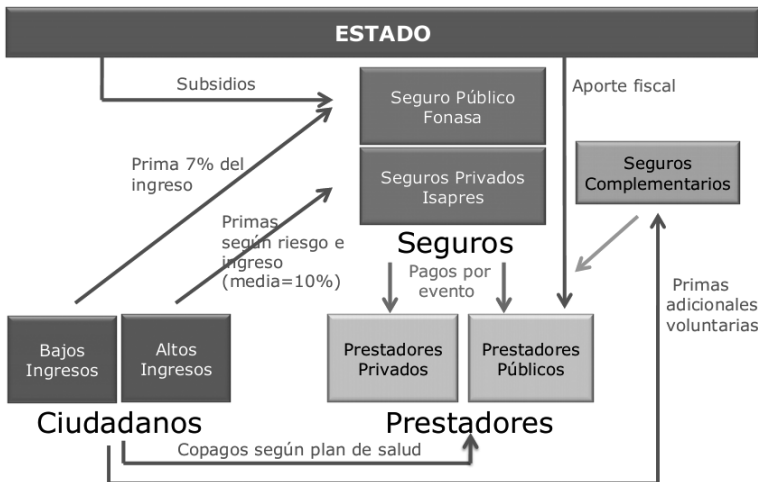 ESTADO
Subsidios
Seguro Público
Fonasa
Aporte fiscal
Prima 7% del
ingreso
Seguros Privados
Isapres
Seguros
Complementarios
Primas
según riesgo e
ingreso
(media=10%)
Seguros
Pagos por
evento
Primas
adicionales
voluntarias
Bajos
Ingresos
Altos
Ingresos
Prestadores
Privados
Prestadores
Públicos
Ciudadanos
Prestadores
Copagos según plan de salud